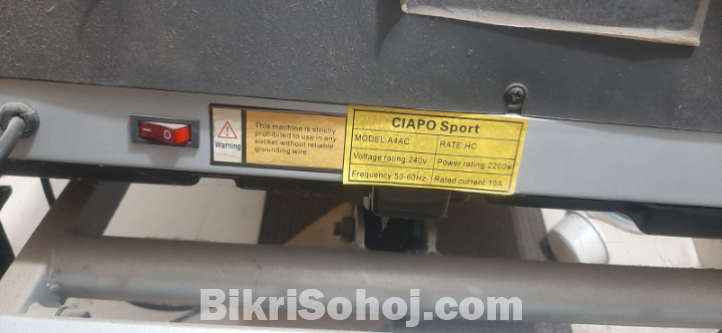 This machine is strictly
prohibited to use in any
socket without reliable
grounding wire.
Warning
CIAPO Sport
MODEL:A4AC RATE:HC
Voltage rating:240v Power rating:2200w
Frequency 50-60Hz Rated current:10A
BikriSohoj.com